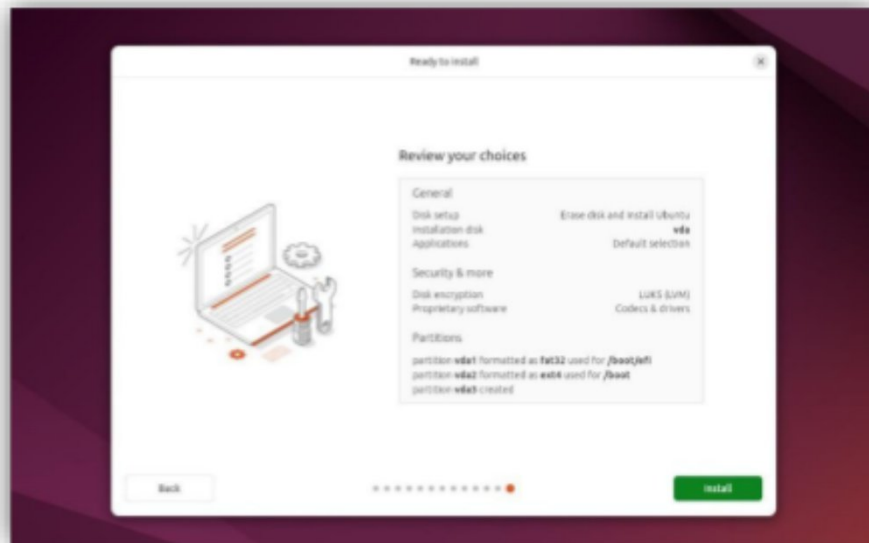 Ready to install
Review your choices
General
Disk setup Erase disk and install Ubuntu
Installation disk vda
Applications Default selection
Security & more
Disk encryption LUKS (LVM)
Proprietary software Codecs & drivers
Partitions
partition vda1 formatted as fat32 used for /boot/efi
partition vda2 formatted as ext4 used for /boot
partition vda3 created
Back
Install